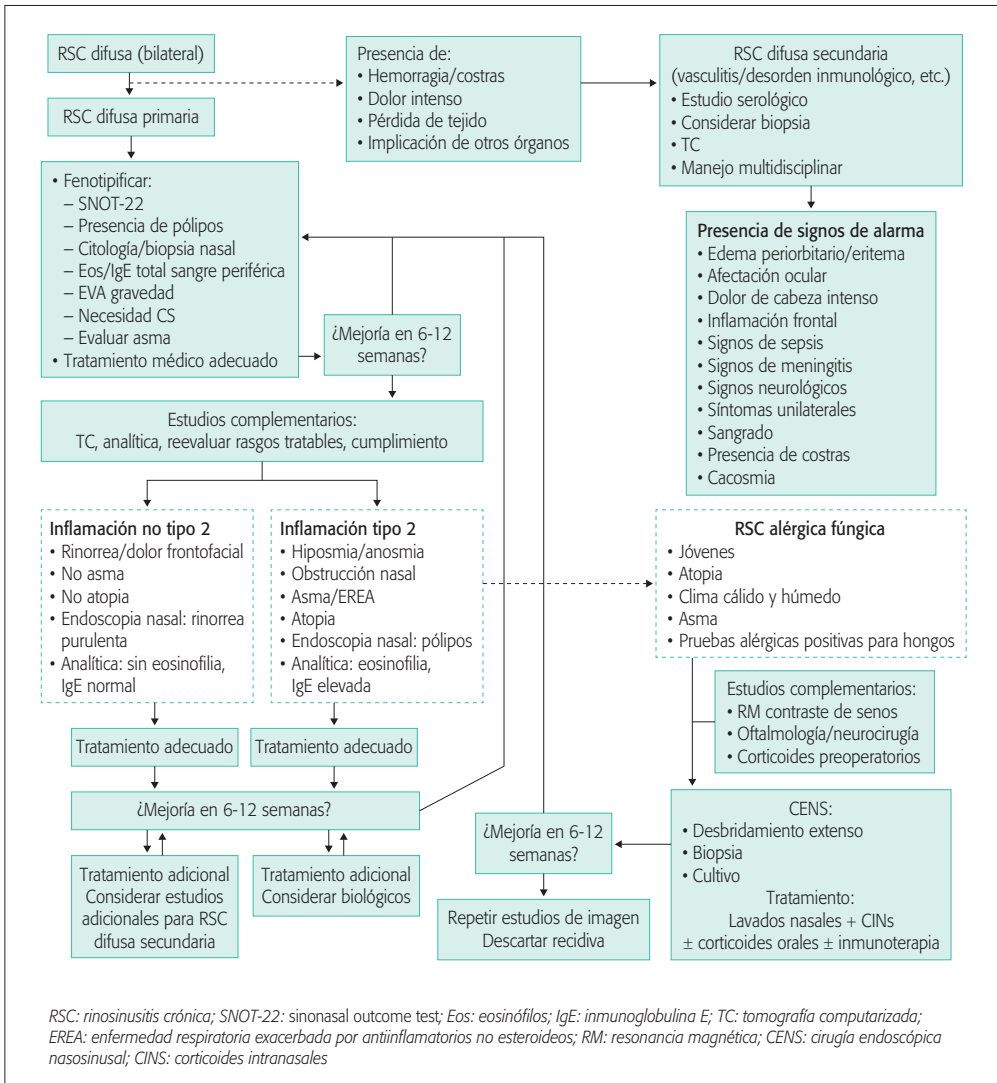 RSC difusa (bilateral)
RSC difusa primaria
Presencia de:
• Hemorragia/costras
• Dolor intenso
• Pérdida de tejido
• Implicación de otros órganos
RSC difusa secundaria
(vasculitis/desorden inmunológico, etc.)
• Estudio serológico
• Considerar biopsia
• TC
• Manejo multidisciplinar
• Fenotipificar:
– SNOT-22
– Presencia de pólipos
– Citología/biopsia nasal
– Eos/IgE total sangre periférica
– EVA gravedad
– Necesidad CS
– Evaluar asma
• Tratamiento médico adecuado
¿Mejoría en 6-12
semanas?
Presencia de signos de alarma
• Edema periorbitario/eritema
• Afectación ocular
• Dolor de cabeza intenso
• Inflamación frontal
• Signos de sepsis
• Signos de meningitis
• Signos neurológicos
• Síntomas unilaterales
• Sangrado
• Presencia de costras
• Cacosmia
Estudios complementarios:
TC, analítica, reevaluar rasgos tratables, cumplimiento
Inflamación no tipo 2
• Rinorrea/dolor frontofacial
• No asma
• No atopia
• Endoscopia nasal: rinorrea
purulenta
• Analítica: sin eosinofilia,
IgE normal
Inflamación tipo 2
• Hiposmia/anosmia
• Obstrucción nasal
• Asma/EREA
• Atopia
• Endoscopia nasal: pólipos
• Analítica: eosinofilia,
IgE elevada
RSC alérgica fúngica
• Jóvenes
• Atopia
• Clima cálido y húmedo
• Asma
• Pruebas alérgicas positivas para hongos
Estudios complementarios:
• RM contraste de senos
• Oftalmología/neurocirugía
• Corticoides preoperatorios
Tratamiento adecuado
Tratamiento adecuado
¿Mejoría en 6-12 semanas?
Tratamiento adicional
Considerar estudios
adicionales para RSC
difusa secundaria
Tratamiento adicional
Considerar biológicos
¿Mejoría en 6-12
semanas?
Repetir estudios de imagen
Descartar recidiva
CENS:
• Desbridamiento extenso
• Biopsia
• Cultivo
Tratamiento:
Lavados nasales + CINs
± corticoides orales ± inmunoterapia
RSC: rinosinusitis crónica; SNOT-22: sinonasal outcome test; Eos: eosinófilos; IgE: inmunoglobulina E; TC: tomografía computarizada;
EREA: enfermedad respiratoria exacerbada por antiinflamatorios no esteroideos; RM: resonancia magnética; CENS: cirugía endoscópica
nasosinusal; CINS: corticoides intranasales